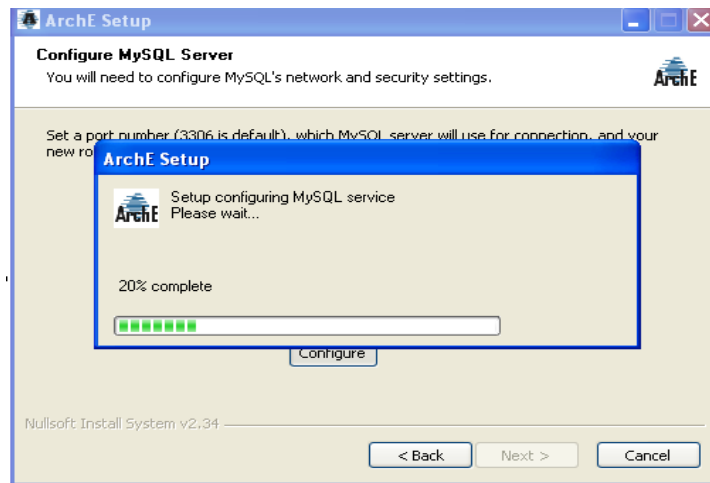 ArchE Setup
Configure MySQL Server
You will need to configure MySQL's network and security settings.
ArchE
Set a port number (3306 is default), which MySQL server will use for connection, and your
new ro
ArchE Setup
ArchE
Setup configuring MySQL service
Please wait...
20% complete
Configure
Nullsoft Install System v2.34
< Back
Next >
Cancel